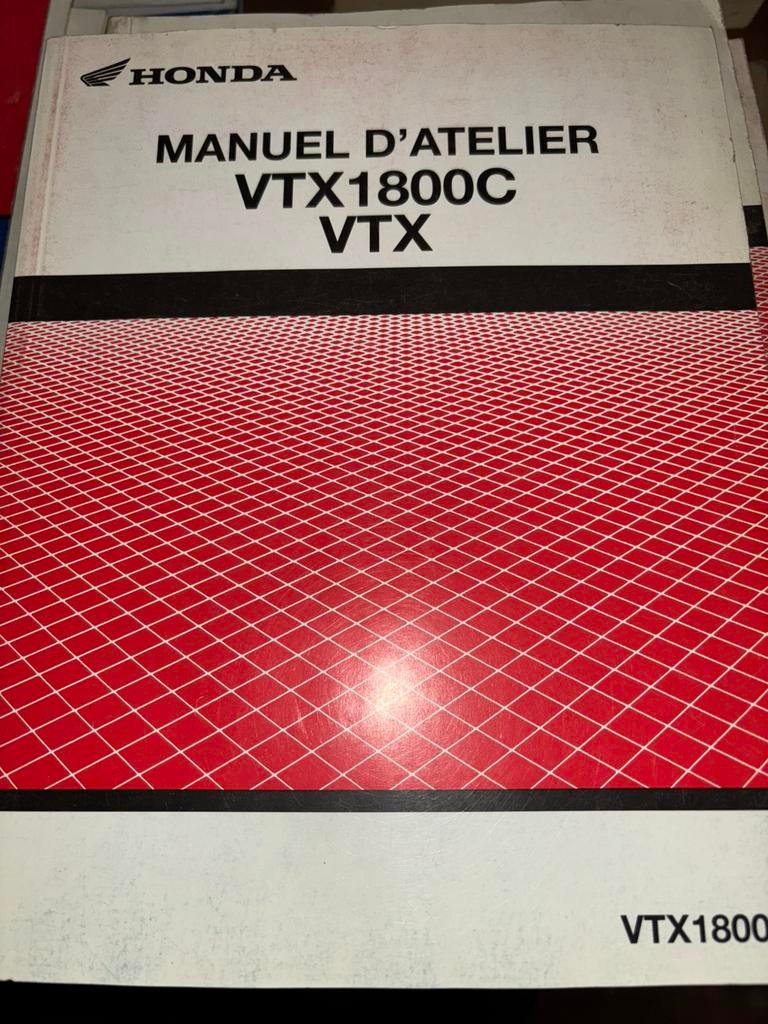 HONDA
MANUEL D'ATELIER
VTX1800C
VTX
VTX1800